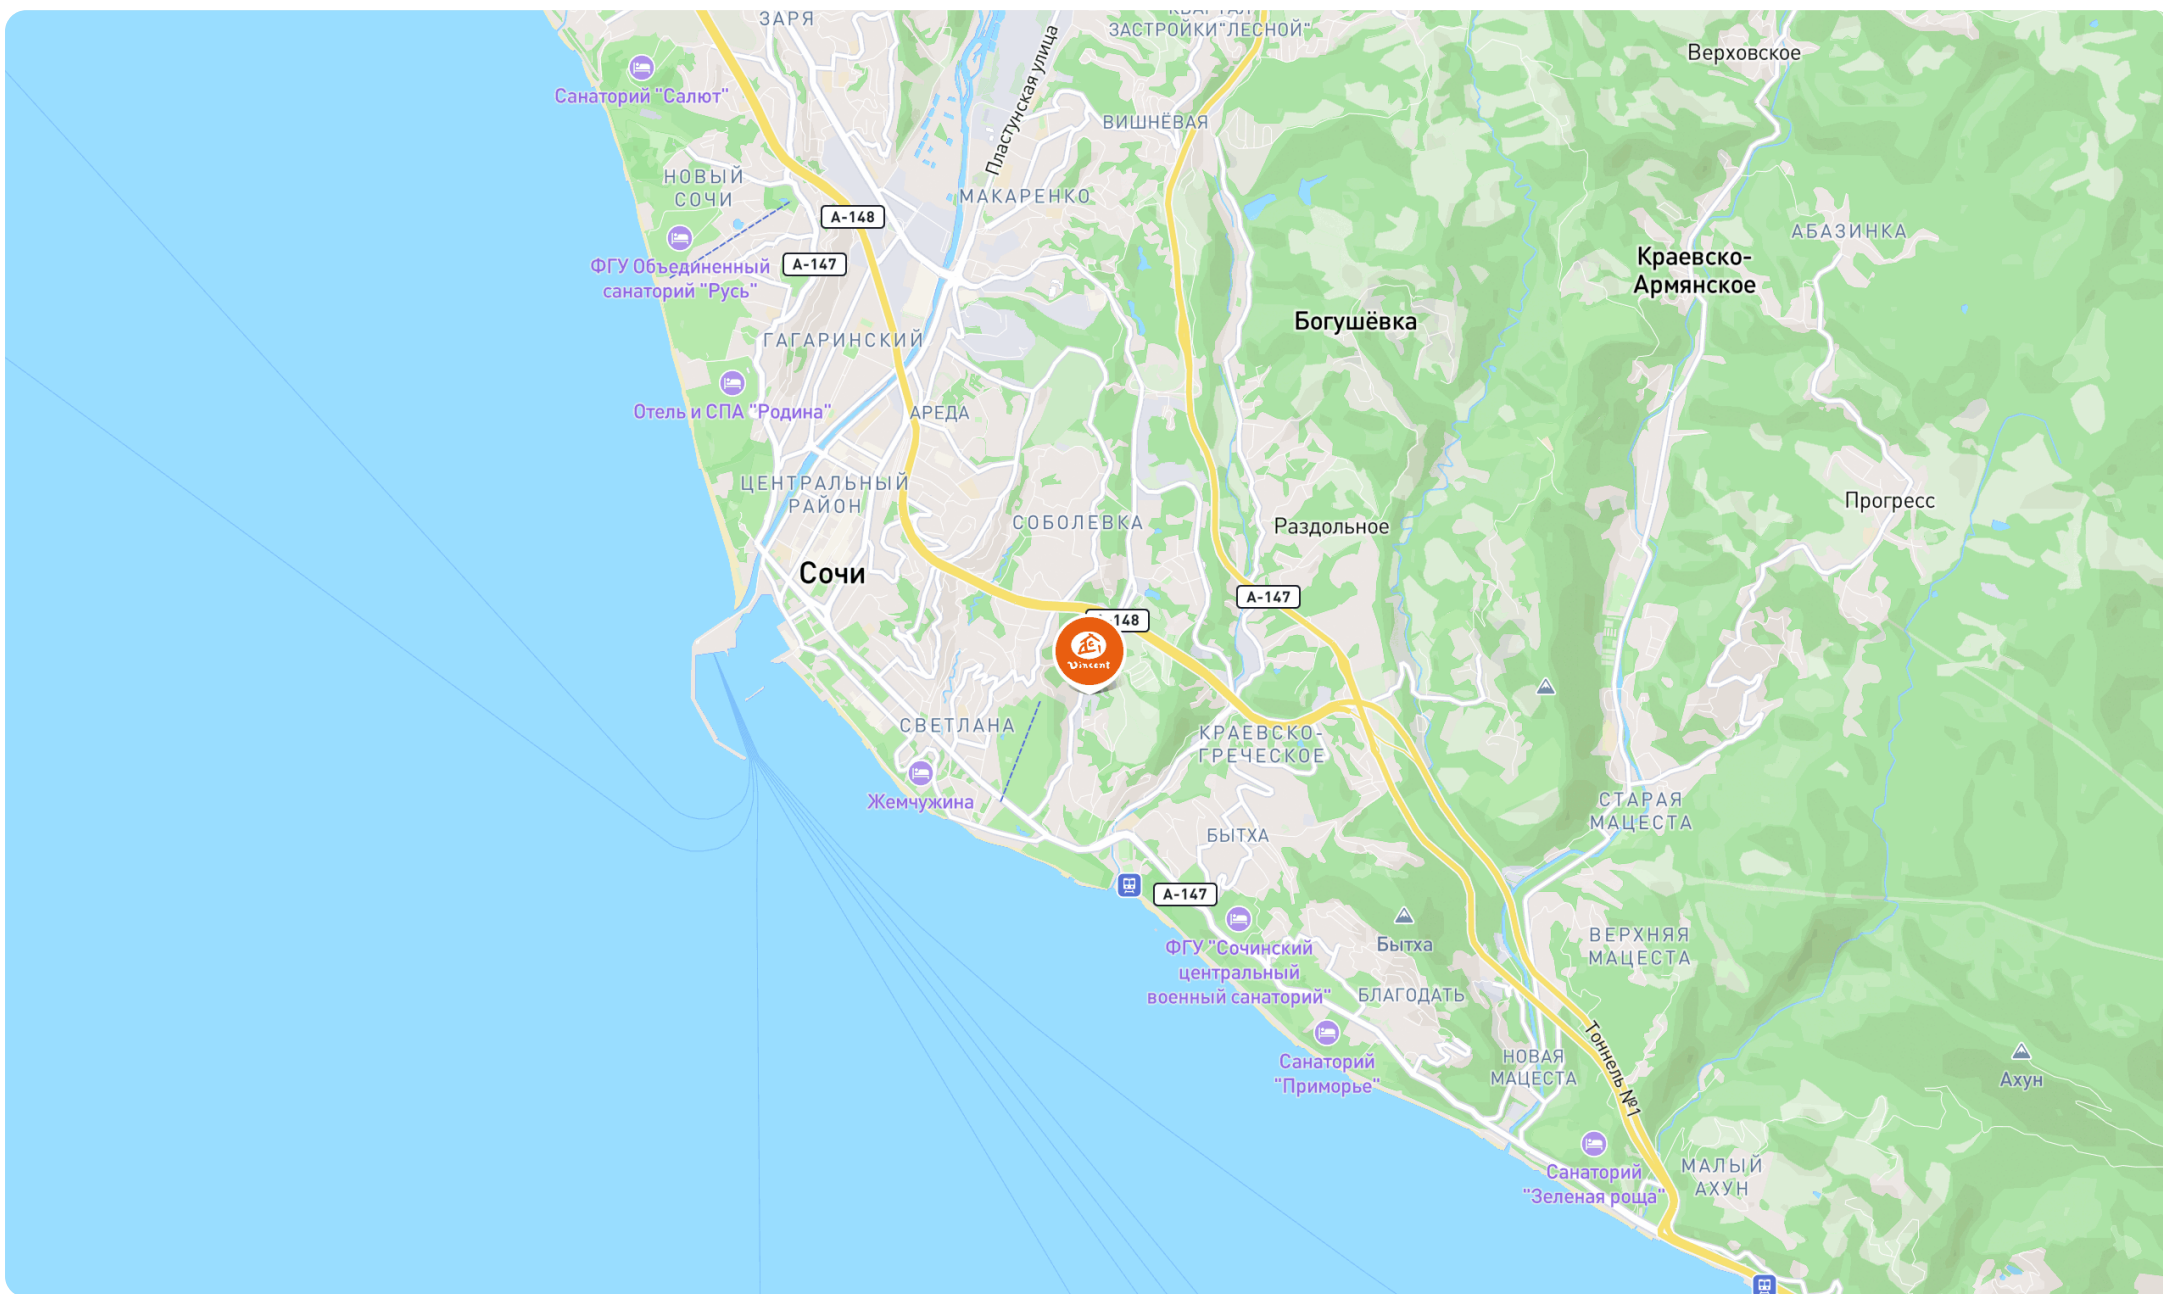 ЗАРЯ
КВАРТАЛ
ЗАСТРОЙКИ"ЛЕСНОЙ"
Верховское
Санаторий "Салют"
Пластунская улица
ВИШНЁВАЯ
НОВЫЙ
СОЧИ
МАКАРЕНКО
А-148
АБАЗИНКА
ФГУ Объединенный
санаторий "Русь"
А-147
Краевско-
Армянское
Богушёвка
ГАГАРИНСКИЙ
Отель и СПА "Родина"
АРЕДА
ЦЕНТРАЛЬНЫЙ
РАЙОН
СОБОЛЕВКА
Раздольное
Прогресс
Сочи
А-147
148
Vincent
СВЕТЛАНА
КРАЕВСКО-
ГРЕЧЕСКОЕ
Жемчужина
СТАРАЯ
МАЦЕСТА
БЫТХА
А-147
ФГУ "Сочинский
центральный
военный санаторий"
Бытха
ВЕРХНЯЯ
МАЦЕСТА
БЛАГОДАТЬ
Санаторий
"Приморье"
НОВАЯ
МАЦЕСТА
Тоннель №1
Ахун
Санаторий
"Зеленая роща"
МАЛЫЙ
АХУН